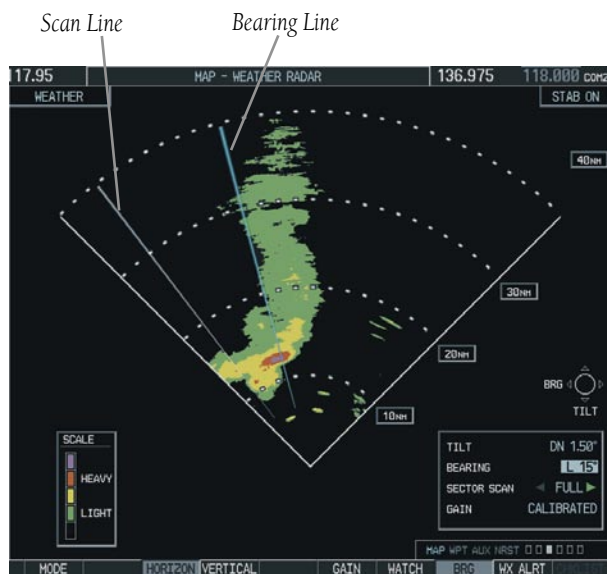 Scan Line Bearing Line
117.95 MAP - WEATHER RADAR 136.975 118.000 COM2
WEATHER STAB ON
40NM
30NM
20NM
BRG
TILT
10NM
SCALE
HEAVY
LIGHT
TILT DN 1.50°
BEARING L 15°
SECTOR SCAN FULL
GAIN CALIBRATED
MAP WPT AUX NRST
MODE HORIZON VERTICAL GAIN WATCH BRG WX ALRT